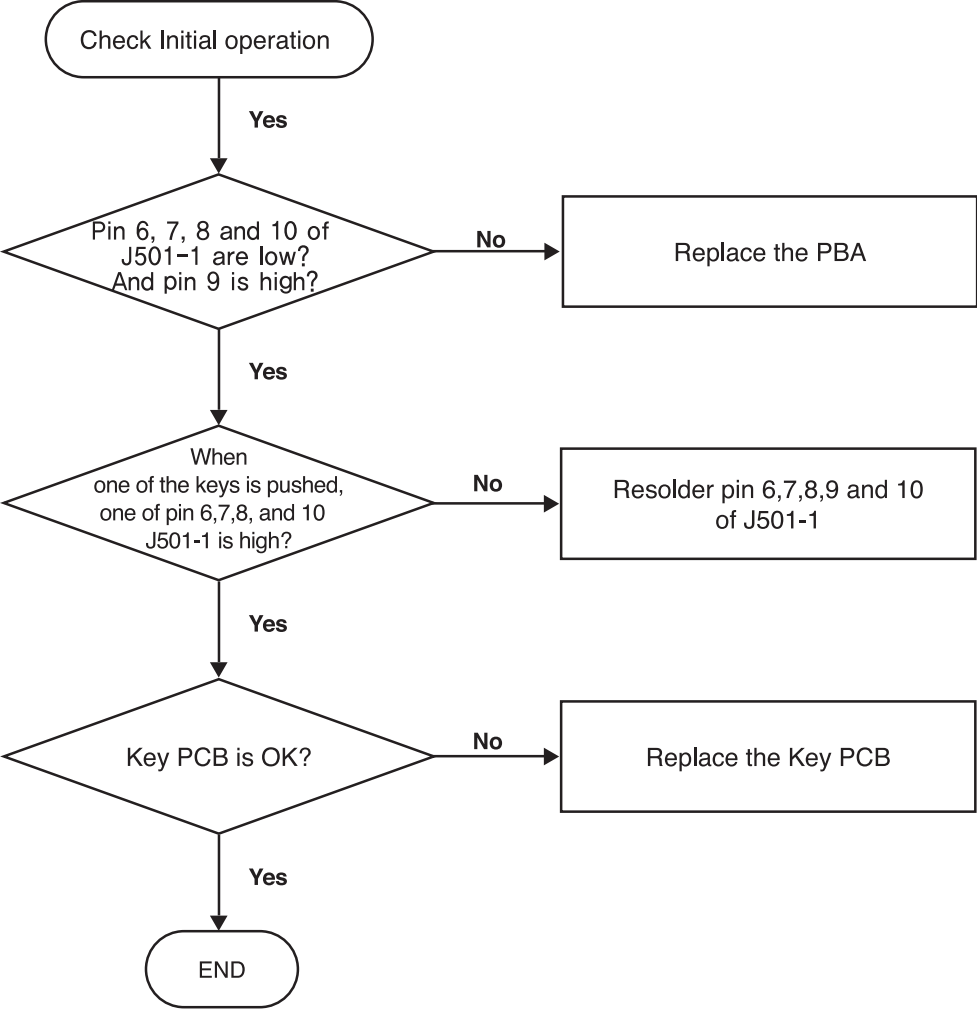 Check Initial operation
Yes
Pin 6, 7, 8 and 10 of
J501-1 are low?
And pin 9 is high?
No
Replace the PBA
Yes
When
one of the keys is pushed,
one of pin 6,7,8, and 10
J501-1 is high?
No
Resolder pin 6,7,8,9 and 10
of J501-1
Yes
Key PCB is OK?
No
Replace the Key PCB
Yes
END